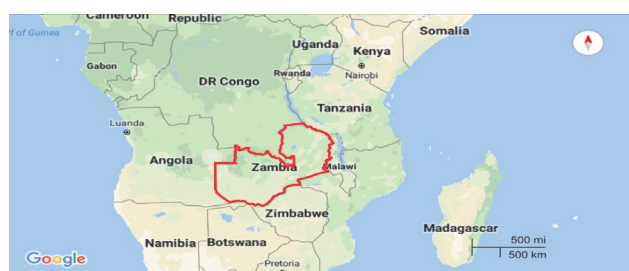 Cameroon
Republic
Somalia
lf of Guinea
Uganda
Kenya
Gabon
Rwanda
Nairobi
DR Congo
Tanzania
Luanda
Angola
Zambia
Malawi
Zimbabwe
Madagascar
Namibia
Botswana
500 mi
500 km
Google
Pretoria